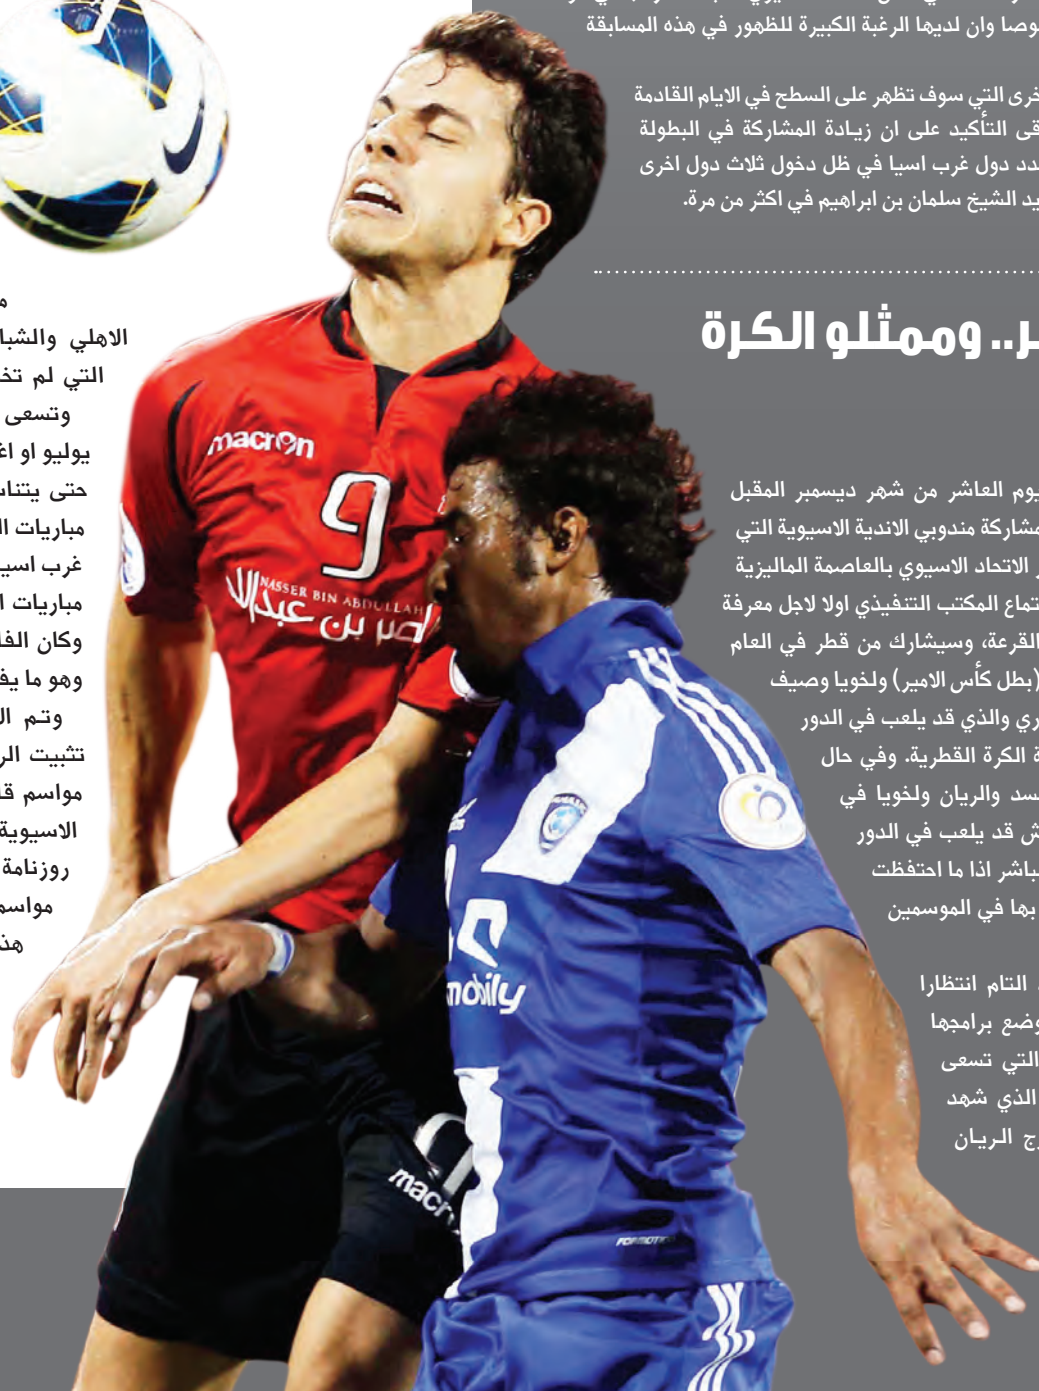 وصا وان لديها الرغبة الكبيرة للظهور في هذه المسابقة
خرى التي سوف تظهر على السطح في الايام القادمة
قى التأكيد على ان زيادة المشاركة في البطولة
دد دول غرب اسيا في ظل دخول ثلاث دول اخرى
يد الشيخ سلمان بن ابراهيم في اكثر من مرة.
ر.. وممثلو الكرة
يوم العاشر من شهر ديسمبر المقبل
مشاركة مندوبي الاندية الاسيوية التي
ر الاتحاد الاسيوي بالعاصمة الماليزية
تماع المكتب التنفيذي اولا لاجل معرفة
القرعة، وسيشارك من قطر في العام
(بطل كأس الامير) ولخويا وصيف
ري والذي قد يلعب في الدور
ة الكرة القطرية. وفي حال
سد والريان ولخويا في
ش قد يلعب في الدور
باشر اذا ما احتفظت
بها في الموسمين
التام انتظارا
وضع برامجها
التي تسعى
الذي شهد
رج الريان
م
الاهلي والشبا
التي لم تخ
وتسعى
يوليو او اغ
حتى يتنا
مباريات ال
غرب اسي
مباريات ا
وكان الفا
وهو ما يف
وتم ال
تثبيت الر
مواسم ق
الاسيوية
روزنامة
مواسم
هذ
macron
9
NASSER BIN ABDULLAH
ناصر بن عبدالله
mobily
macr
FORMOTION